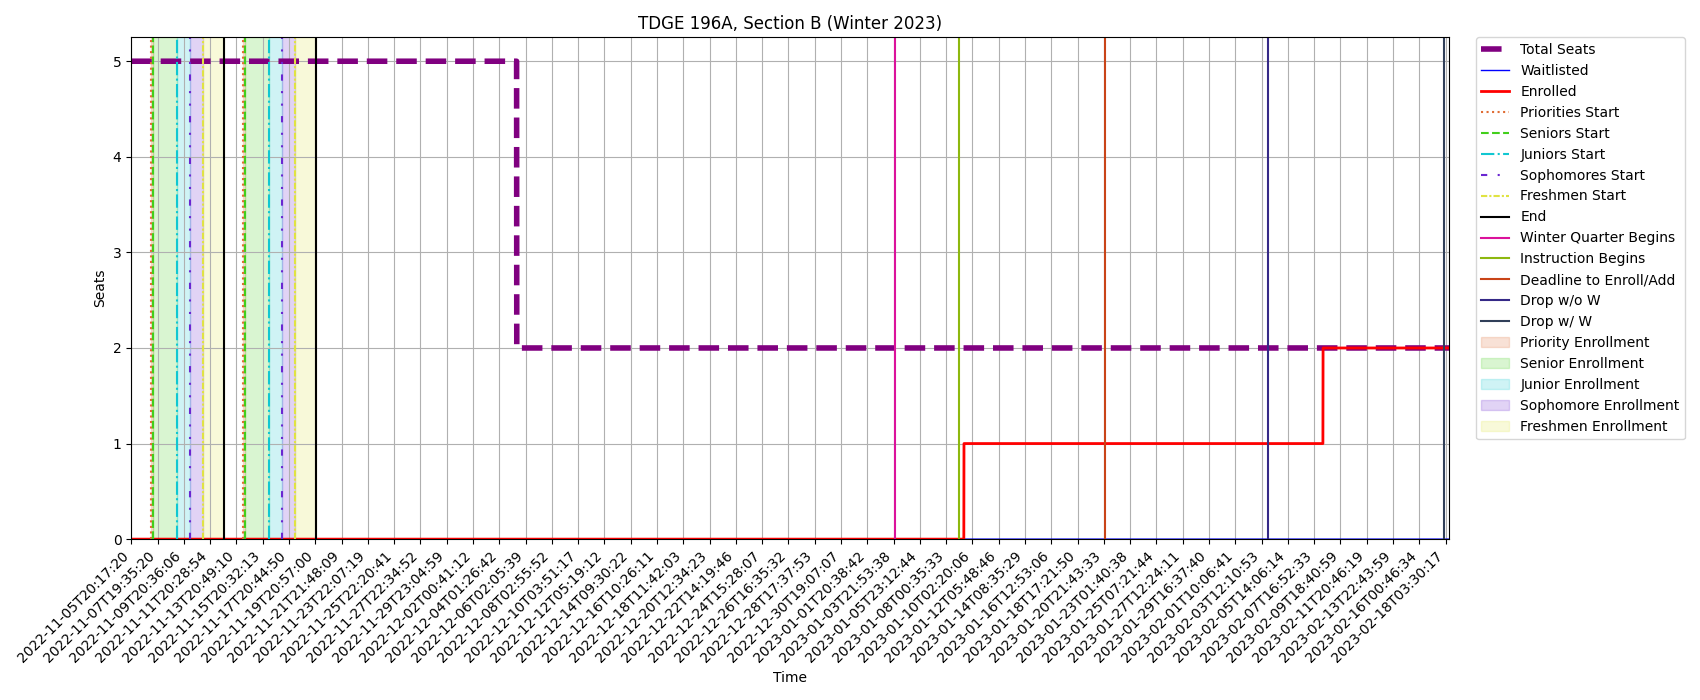 TDGE 196A, Section B (Winter 2023)
5
4
3
2
1
0
Seats
2022-11-05T20:17:20
2022-11-07T19:35:20
2022-11-09T20:36:06
2022-11-11T20:28:54
2022-11-13T20:49:10
2022-11-15T20:32:13
2022-11-17T20:44:50
2022-11-19T20:57:00
2022-11-21T21:48:09
2022-11-23T22:07:19
2022-11-25T22:20:41
2022-11-27T22:34:52
2022-11-29T23:04:59
2022-12-02T00:41:12
2022-12-04T01:26:42
2022-12-06T02:05:39
2022-12-08T02:55:52
2022-12-10T03:51:17
2022-12-12T05:19:12
2022-12-14T09:30:22
2022-12-16T10:26:11
2022-12-18T11:42:03
2022-12-20T12:34:23
2022-12-22T14:19:46
2022-12-24T15:28:07
2022-12-26T16:35:32
2022-12-28T17:37:53
2022-12-30T19:07:07
2023-01-01T20:38:42
2023-01-03T21:53:38
2023-01-05T23:12:44
2023-01-08T00:35:33
2023-01-10T02:20:06
2023-01-12T05:48:46
2023-01-14T08:35:29
2023-01-16T12:53:06
2023-01-18T17:21:50
2023-01-20T21:43:33
2023-01-23T01:40:38
2023-01-25T07:21:44
2023-01-27T12:24:11
2023-01-29T16:37:40
2023-02-01T10:06:41
2023-02-03T12:10:53
2023-02-05T14:06:14
2023-02-07T16:52:33
2023-02-09T18:40:59
2023-02-11T20:46:19
2023-02-13T22:43:59
2023-02-16T00:46:34
2023-02-18T03:30:17
Time
Total Seats
Waitlisted
Enrolled
Priorities Start
Seniors Start
Juniors Start
Sophomores Start
Freshmen Start
End
Winter Quarter Begins
Instruction Begins
Deadline to Enroll/Add
Drop w/o W
Drop w/ W
Priority Enrollment
Senior Enrollment
Junior Enrollment
Sophomore Enrollment
Freshmen Enrollment